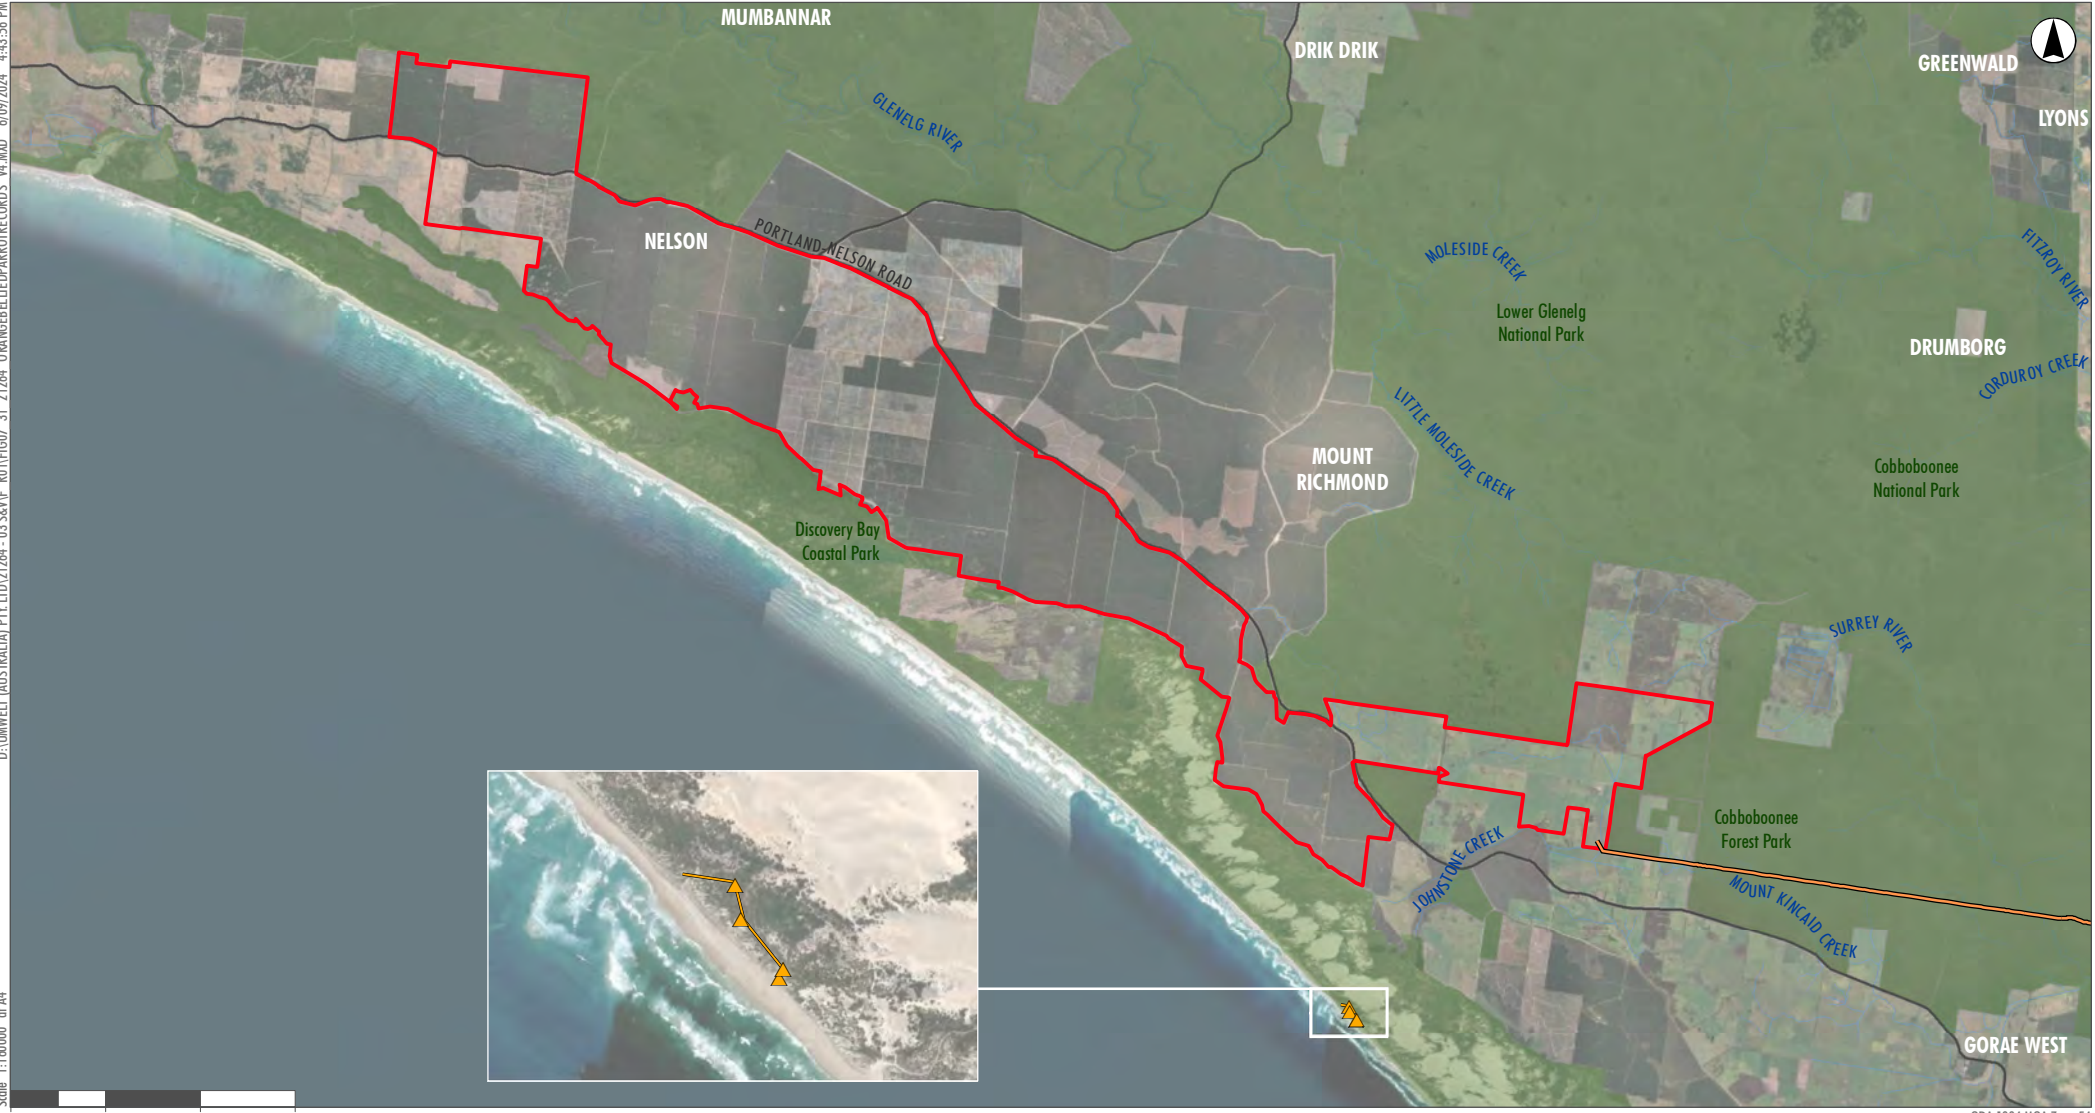 MUMBANNAR
DRIK DRIK
GREENWALD
LYONS
GLENELG RIVER
NELSON
PORTLAND-NELSON ROAD
MOLESIDE CREEK
FITZROY RIVER
Lower Glenelg
National Park
DRUMBORG
CORDUROY CREEK
LITTLE MOLESIDE CREEK
MOUNT
RICHMOND
Cobboboonee
National Park
Discovery Bay
Coastal Park
SURREY RIVER
Cobboboonee
Forest Park
JOHNSTONE CREEK
MOUNT KINCAID CREEK
GORAE WEST